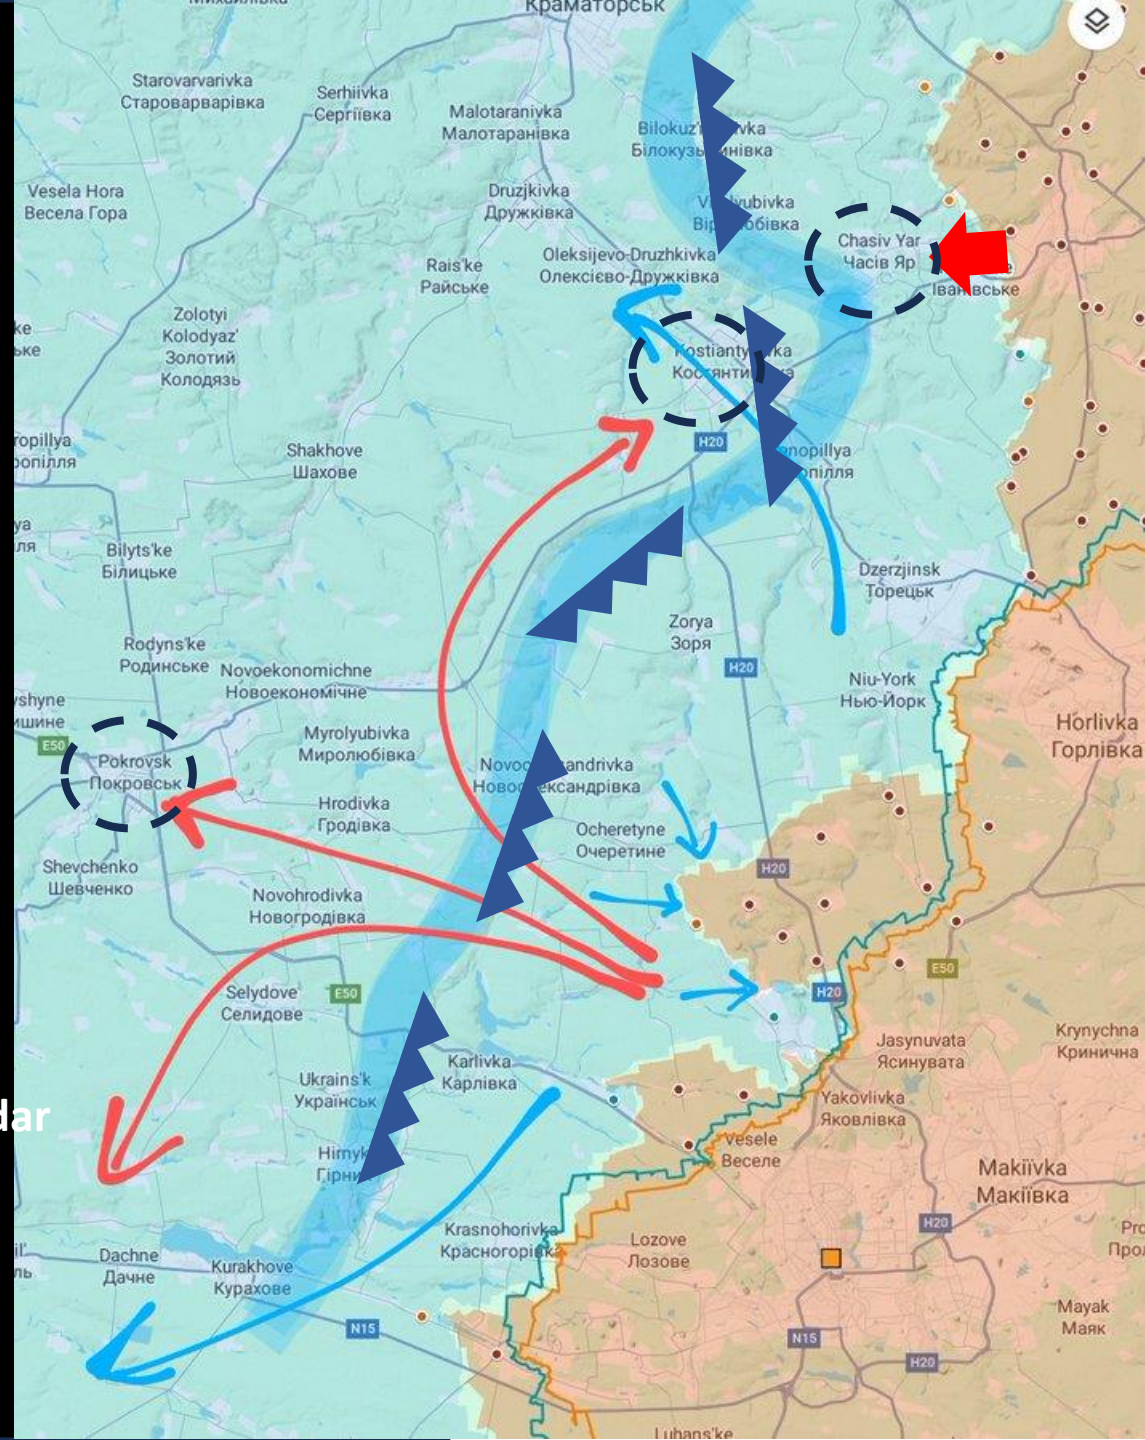 Михайлівка
Краматорськ
Starovarvarivka
Староварварівка
Serhiivka
Сергіївка
Malotaranivka
Малотаранівка
Vesela Hora
Весела Гора
Druzjkivka
Дружківка
Chasiv Yar
Часів Яр
Іванівське
Oleksijevo-Druzhkivka
Олексієво-Дружківка
Rais'ke
Райське
Zolotyi
Kolodyaz'
Золотий
Колодязь
H20
Shakhove
Шахове
Bilyts'ke
Білицьке
Dzerzjinsk
Торецьк
Zorya
Зоря
Rodyns'ke
Родинське
Novoekonomichne
Новоекономічне
H20
Niu-York
Нью-Йорк
Horlivka
Горлівка
E50
Myrolyubivka
Миролюбівка
Pokrovsk
Покровськ
Hrodivka
Гродівка
Ocheretyne
Очеретине
H20
Shevchenko
Шевченко
Novohrodivka
Новогродівка
E50
Selydove
Селидове
E50
H20
Jasynuvata
Ясинувата
Krynychna
Кринична
Karlivka
Карлівка
Ukrains'k
Українськ
dar
Yakovlivka
Яковлівка
Vesele
Веселе
Makiïvka
Макіївка
Krasnohorivka
Красногорівка
Lozove
Лозове
H20
Dachne
Дачне
Kurakhove
Курахове
N15
N15
H20
Mayak
Маяк
Luhans'ke